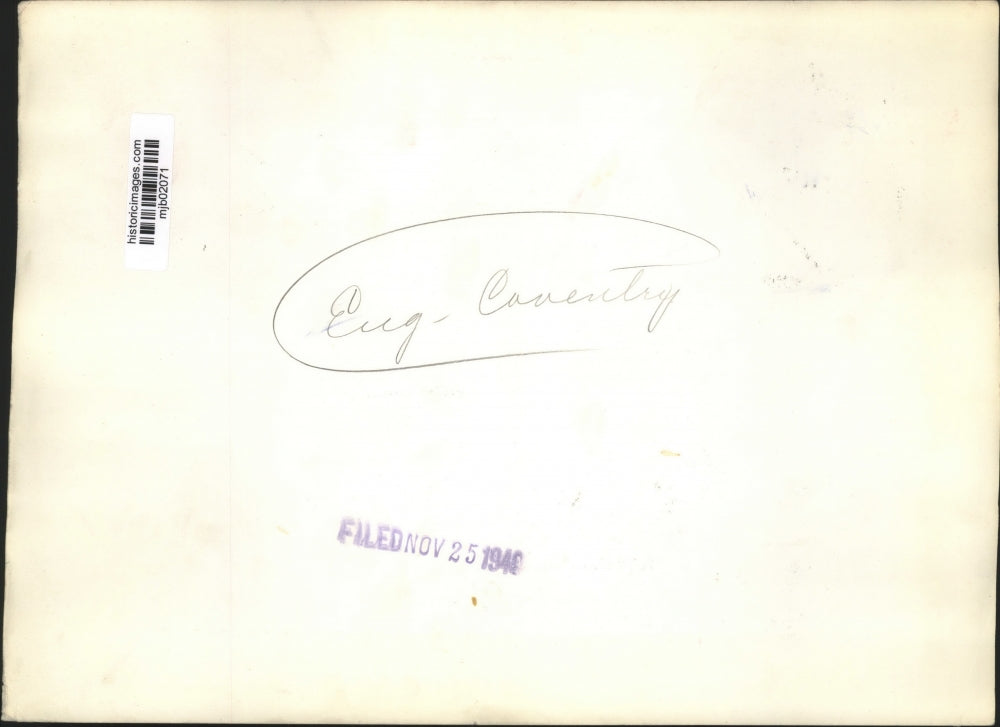 historicimages.com
mjb02071
Eng - Coventry
FILED NOV 25 1940